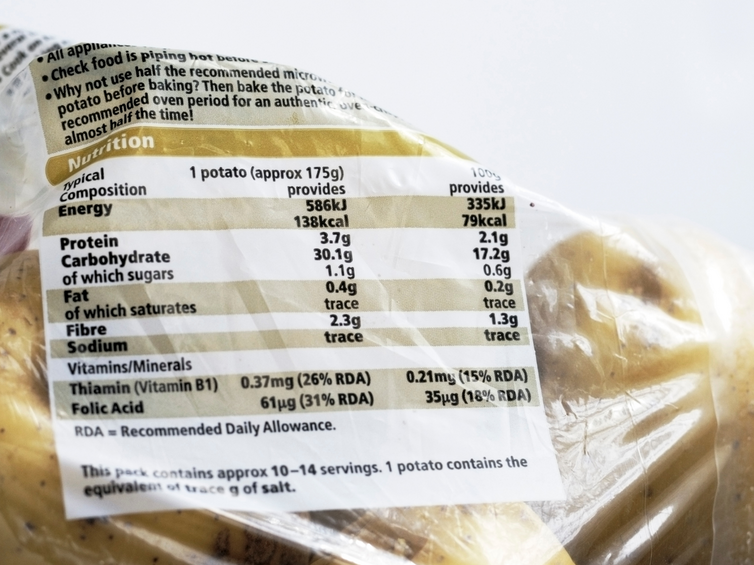 • All appliances
• Check food is piping hot before
• Why not use half the recommended
potato before baking? Then bake the potato for
recommended oven period for an authentic
almost half the time!
Nutrition
Typical 1 potato (approx 175g) 100g
Composition provides provides
Energy 586kJ 335kJ
138kcal 79kcal
Protein 3.7g 2.1g
Carbohydrate 30.1g 17.2g
of which sugars 1.1g 0.6g
Fat 0.4g 0.2g
of which saturates trace trace
Fibre 2.3g 1.3g
Sodium trace trace
Vitamins/Minerals
Thiamin (Vitamin B1) 0.37mg (26% RDA) 0.21mg (15% RDA)
Folic Acid 61µg (31% RDA) 35µg (18% RDA)
RDA = Recommended Daily Allowance.
This pack contains approx 10–14 servings. 1 potato contains the
equivalent of trace g of salt.